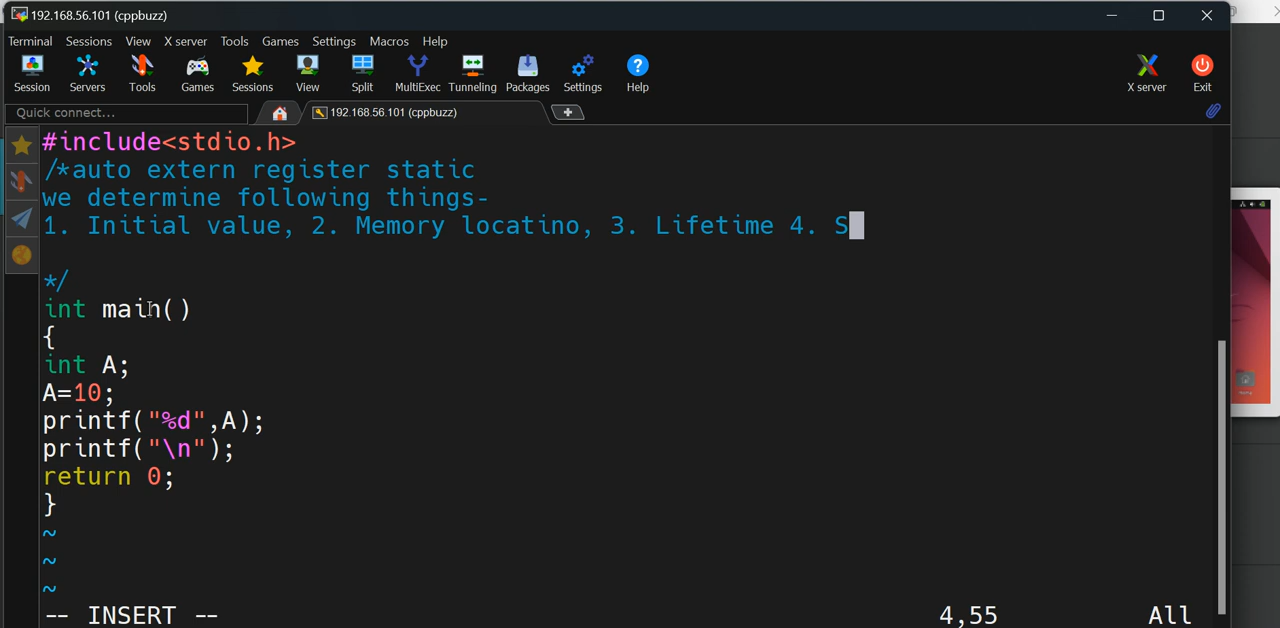 192.168.56.101 (cppbuzz)
Terminal Sessions View X server Tools Games Settings Macros Help
Session Servers Tools Games Sessions View Split MultiExec Tunneling Packages Settings Help X server Exit
Quick connect... 192.168.56.101 (cppbuzz)
#include<stdio.h>
/*auto extern register static
we determine following things-
1. Initial value, 2. Memory locatino, 3. Lifetime 4. S
*/
int main()
{
int A;
A=10;
printf("%d",A);
printf("\n");
return 0;
}
~
~
~
-- INSERT -- 4,55 All